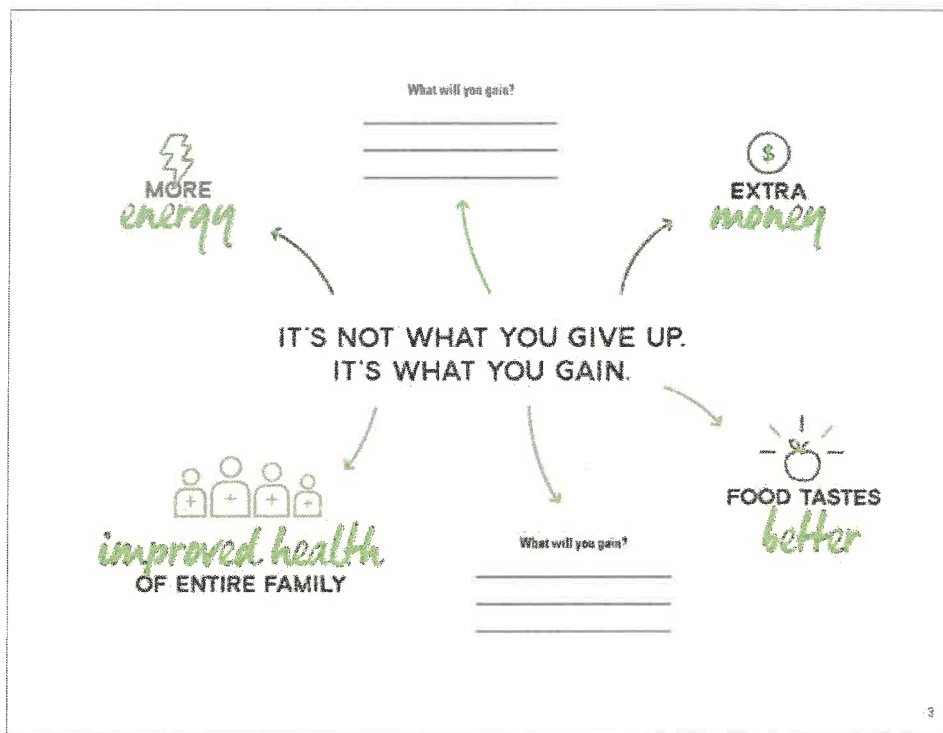 What will you gain?
MORE
energy
$
EXTRA
money
IT'S NOT WHAT YOU GIVE UP.
IT'S WHAT YOU GAIN.
improved health
OF ENTIRE FAMILY
What will you gain?
FOOD TASTES
better
3